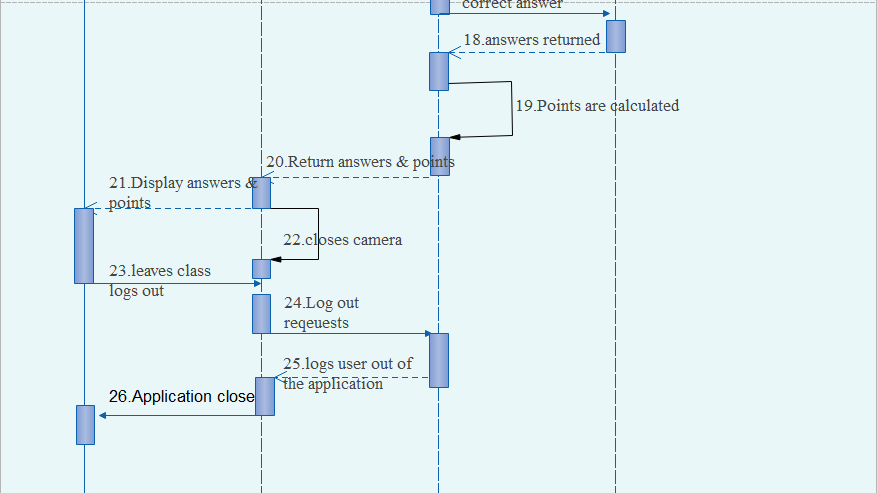 correct answer
18.answers returned
19.Points are calculated
20.Return answers & points
21.Display answers &
points
22.closes camera
23.leaves class
logs out
24.Log out
reqeuests
25.logs user out of
the application
26.Application close